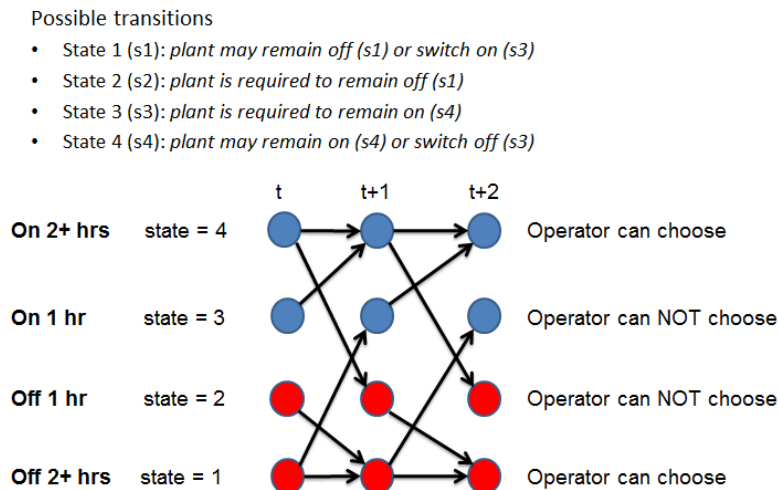 Possible transitions
• State 1 (s1): plant may remain off (s1) or switch on (s3)
• State 2 (s2): plant is required to remain off (s1)
• State 3 (s3): plant is required to remain on (s4)
• State 4 (s4): plant may remain on (s4) or switch off (s3)
t t+1 t+2
On 2+ hrs state = 4 Operator can choose
On 1 hr state = 3 Operator can NOT choose
Off 1 hr state = 2 Operator can NOT choose
Off 2+ hrs state = 1 Operator can choose